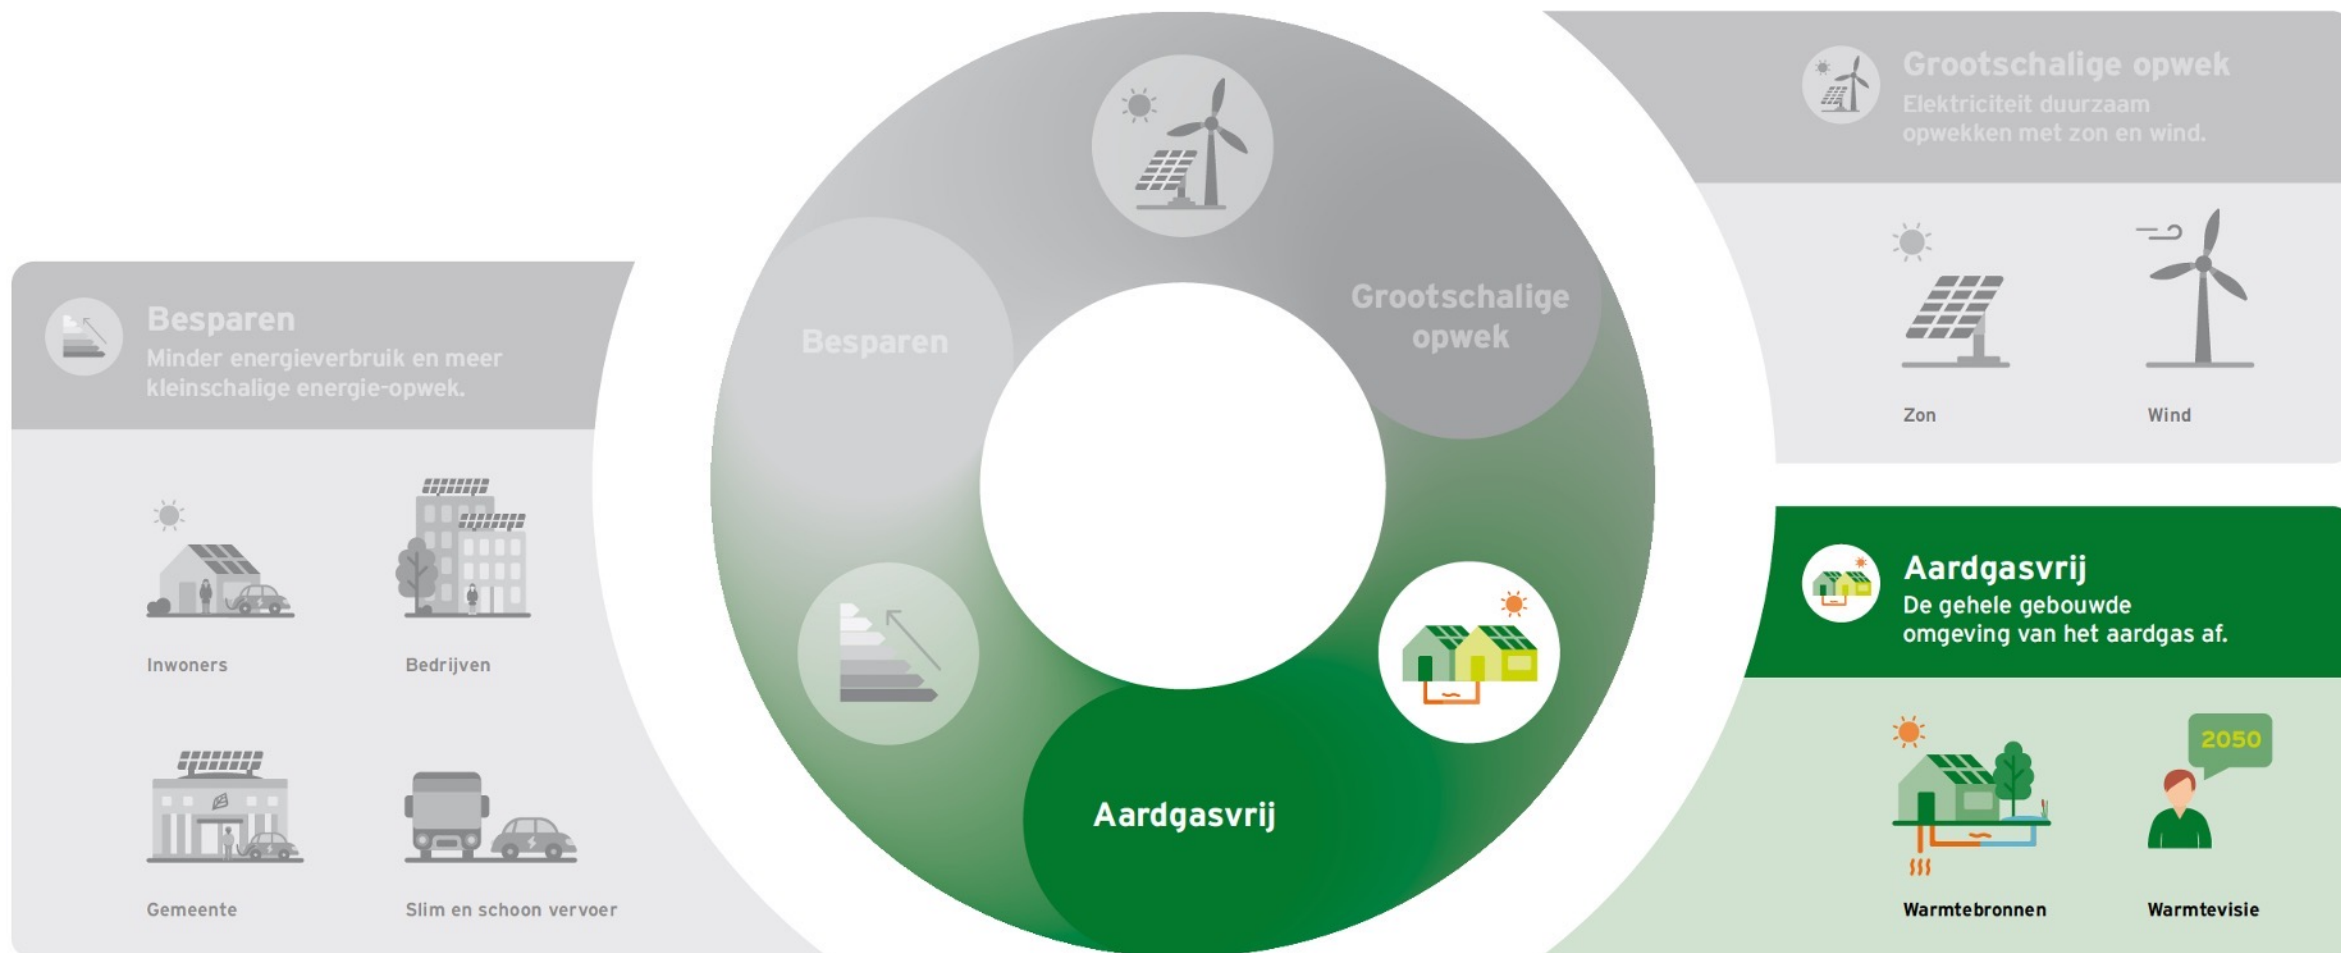 Besparen
Minder energieverbruik en meer
kleinschalige energie-opwek.
Inwoners
Bedrijven
Gemeente
Slim en schoon vervoer
Besparen
Grootschalige
opwek
Aardgasvrij
Grootschalige opwek
Elektriciteit duurzaam
opwekken met zon en wind.
Zon
Wind
Aardgasvrij
De gehele gebouwde
omgeving van het aardgas af.
2050
Warmtebronnen
Warmtevisie